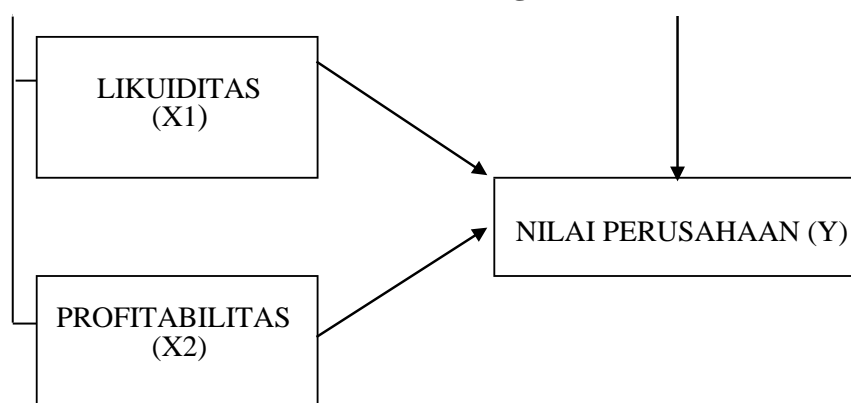 LIKUIDITAS
(X1)
NILAI PERUSAHAAN (Y)
PROFITABILITAS
(X2)